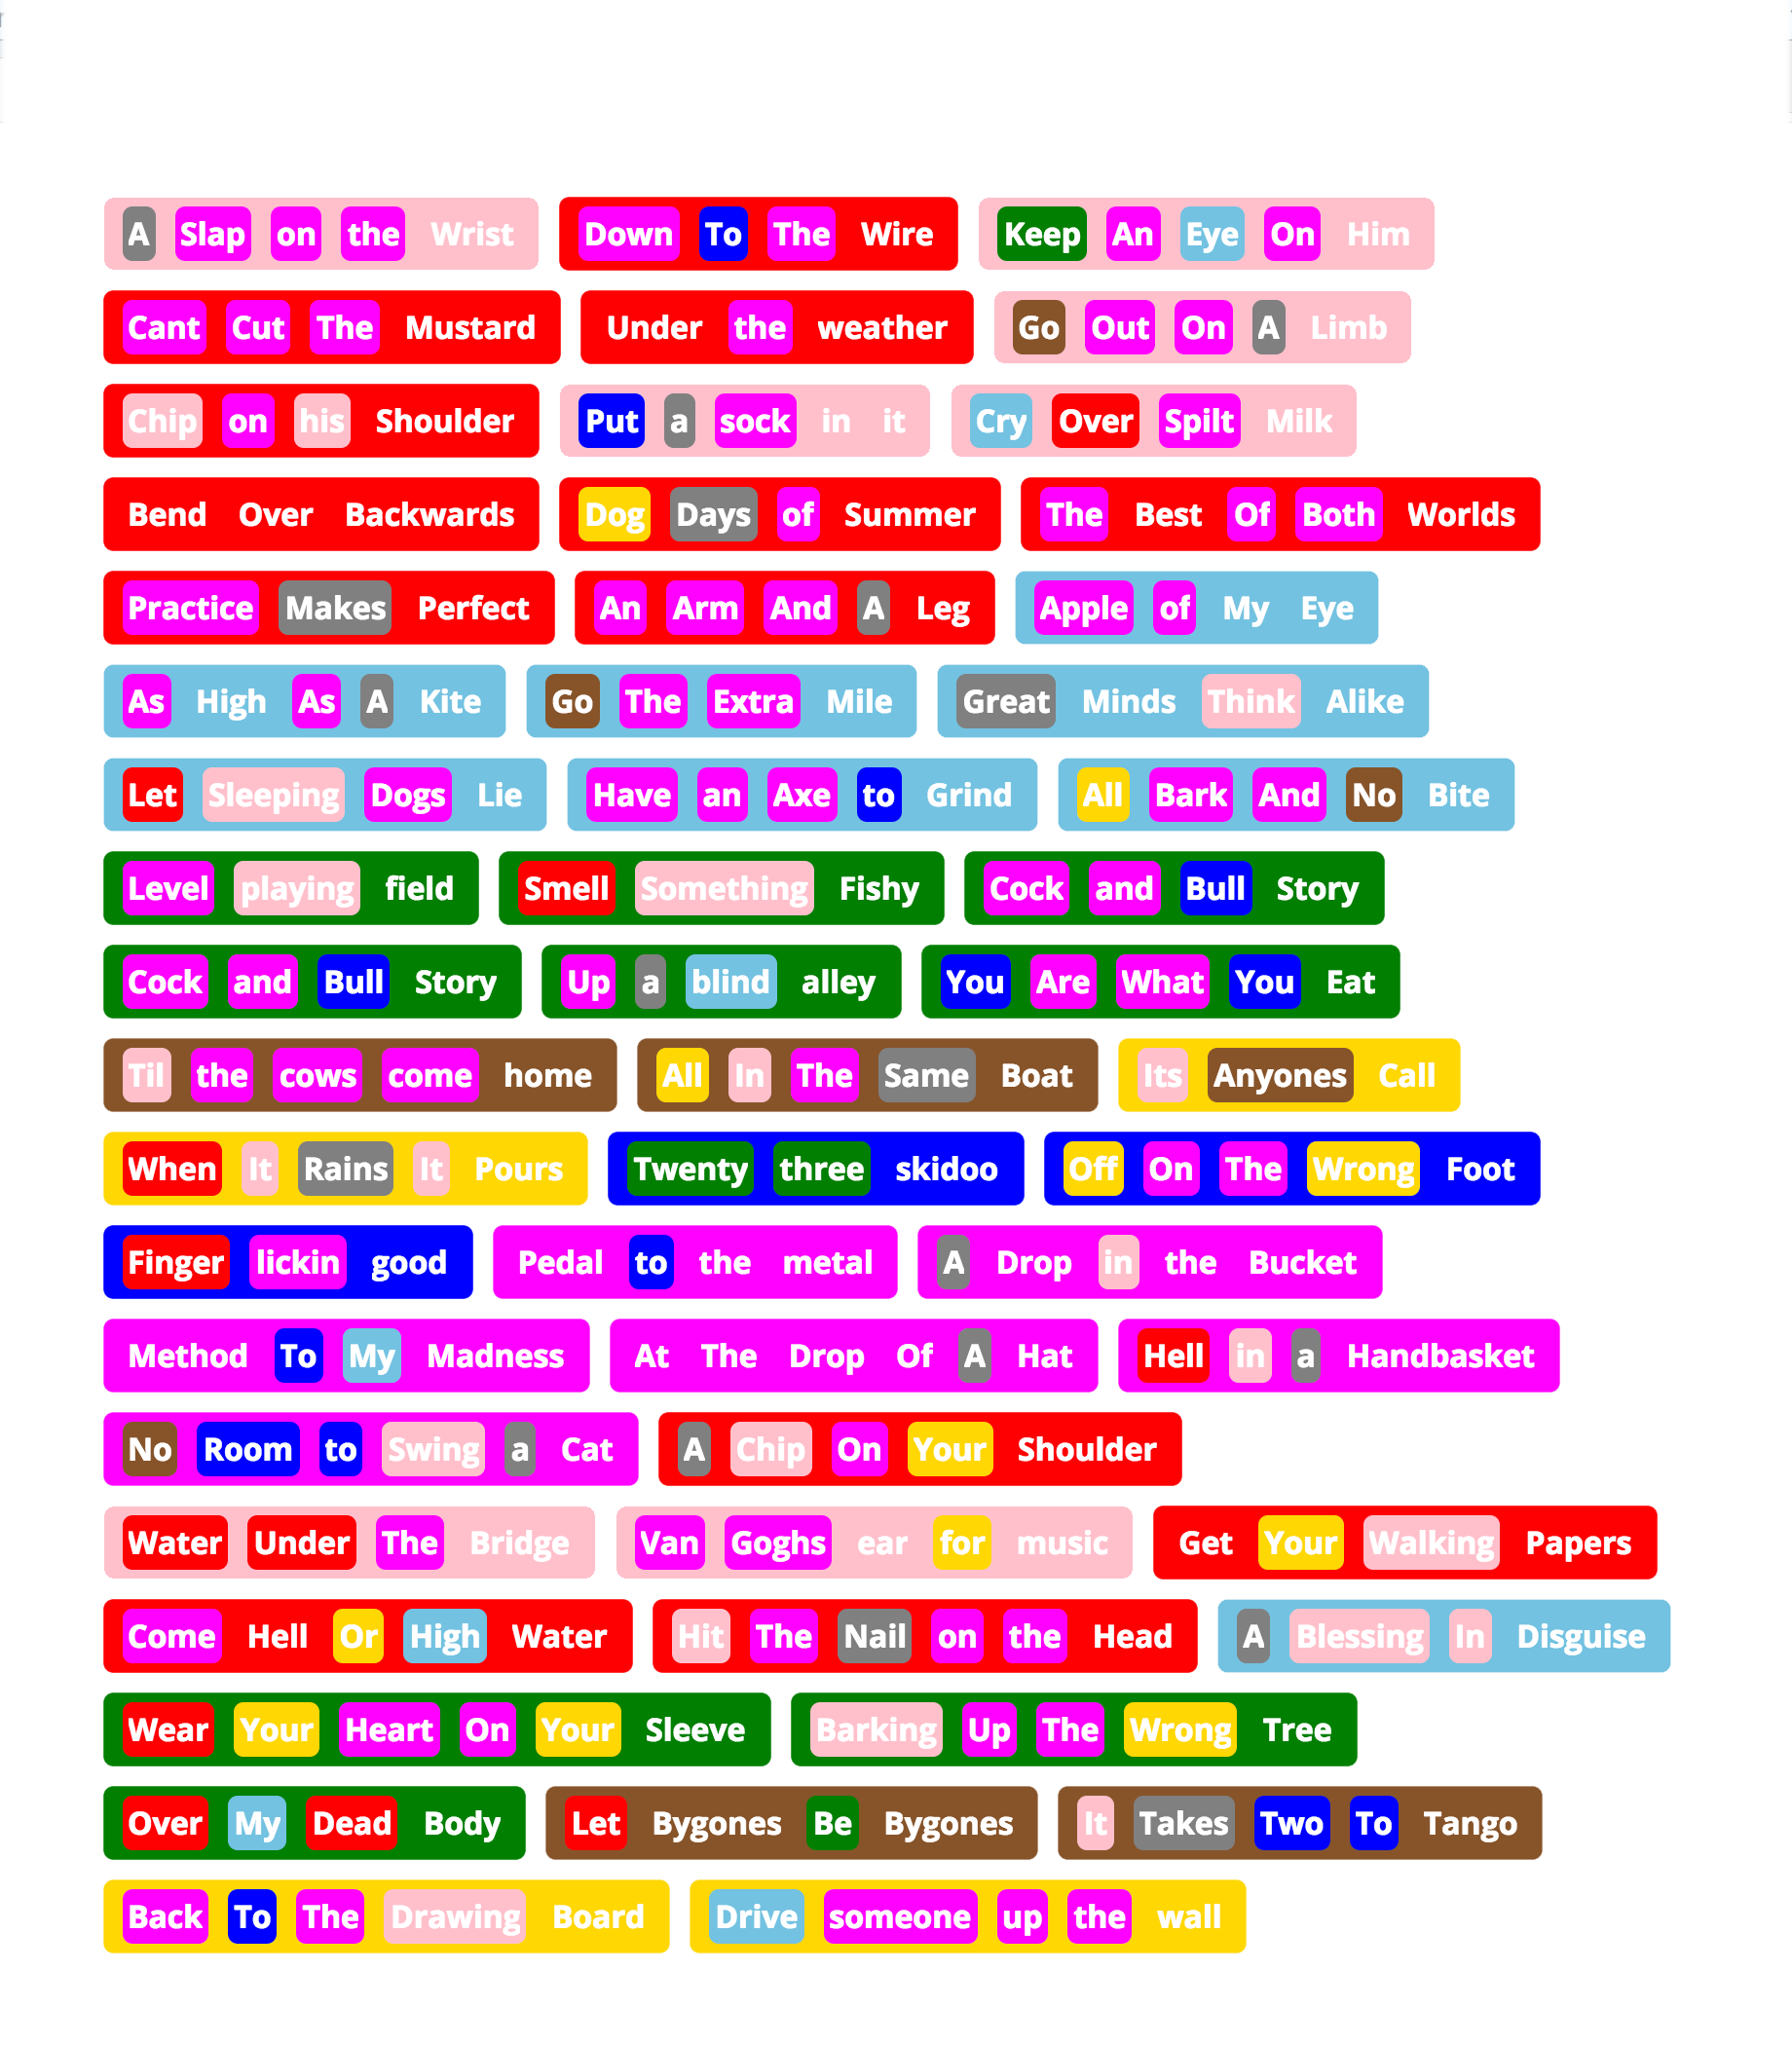 A Slap on the Wrist Down To The Wire Keep An Eye On Him
Cant Cut The Mustard Under the weather Go Out On A Limb
Chip on his Shoulder Put a sock in it Cry Over Spilt Milk
Bend Over Backwards Dog Days of Summer The Best Of Both Worlds
Practice Makes Perfect An Arm And A Leg Apple of My Eye
As High As A Kite Go The Extra Mile Great Minds Think Alike
Let Sleeping Dogs Lie Have an Axe to Grind All Bark And No Bite
Level playing field Smell Something Fishy Cock and Bull Story
Cock and Bull Story Up a blind alley You Are What You Eat
Til the cows come home All In The Same Boat Its Anyones Call
When It Rains It Pours Twenty three skidoo Off On The Wrong Foot
Finger lickin good Pedal to the metal A Drop in the Bucket
Method To My Madness At The Drop Of A Hat Hell in a Handbasket
No Room to Swing a Cat A Chip On Your Shoulder
Water Under The Bridge Van Goghs ear for music Get Your Walking Papers
Come Hell Or High Water Hit The Nail on the Head A Blessing In Disguise
Wear Your Heart On Your Sleeve Barking Up The Wrong Tree
Over My Dead Body Let Bygones Be Bygones It Takes Two To Tango
Back To The Drawing Board Drive someone up the wall